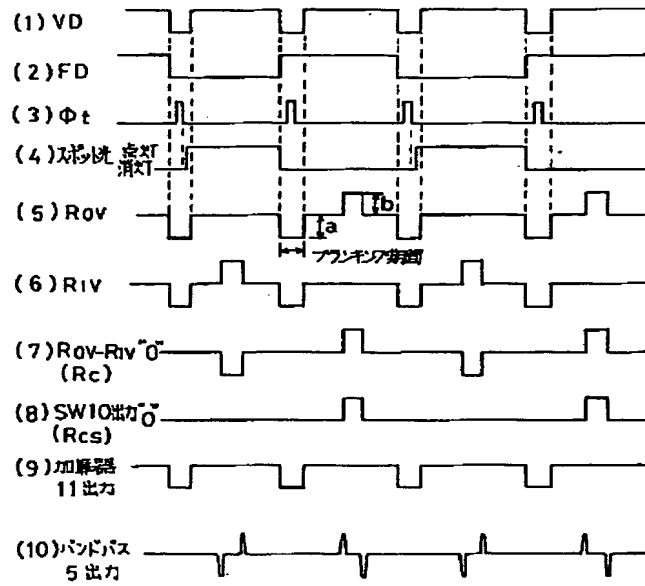 (1) VD
(2) FD
(3) Φt
(4) スポット光 点灯
消灯
(5) Rov
a
b
ブランキング期間
(6) RIV
(7) Rov-RIV "0"
(Rc)
(8) SW10出力"0"
(Rcs)
(9) 加算器
11出力
(10) バンドパス
5出力